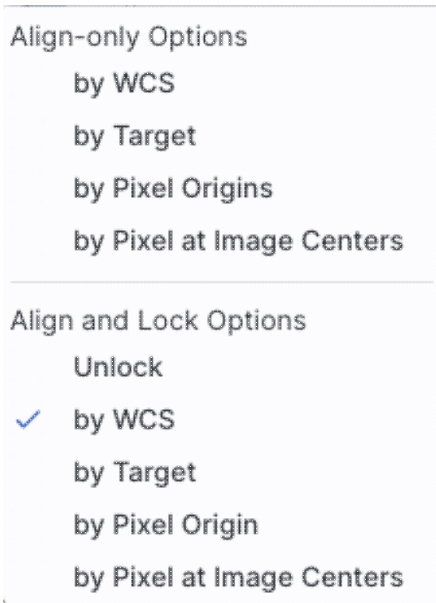 Align-only Options
by WCS
by Target
by Pixel Origins
by Pixel at Image Centers
Align and Lock Options
Unlock
by WCS
by Target
by Pixel Origin
by Pixel at Image Centers